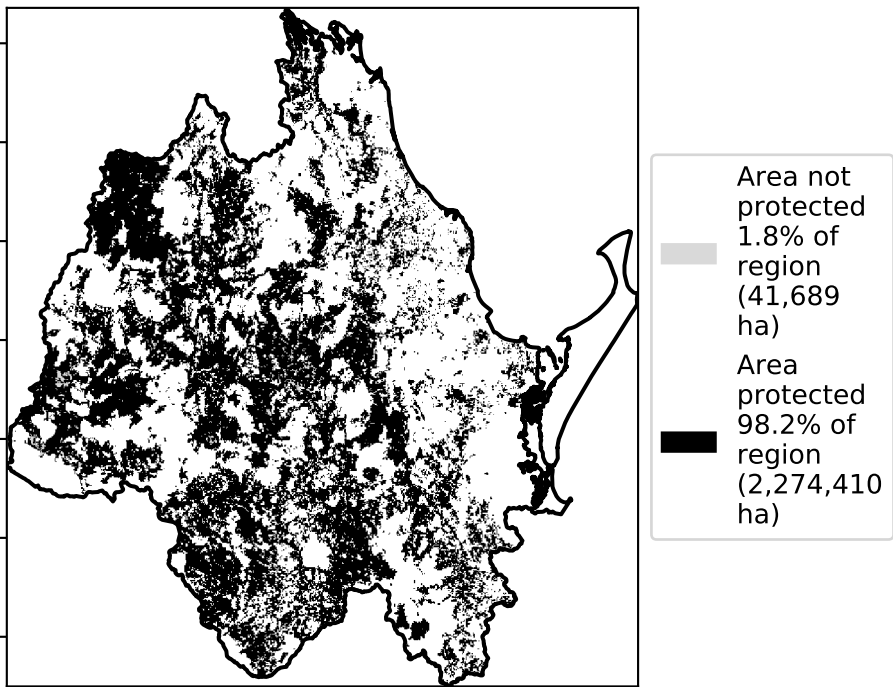 Area not
protected
1.8% of
region
(41,689
ha)
Area
protected
98.2% of
region
(2,274,410
ha)